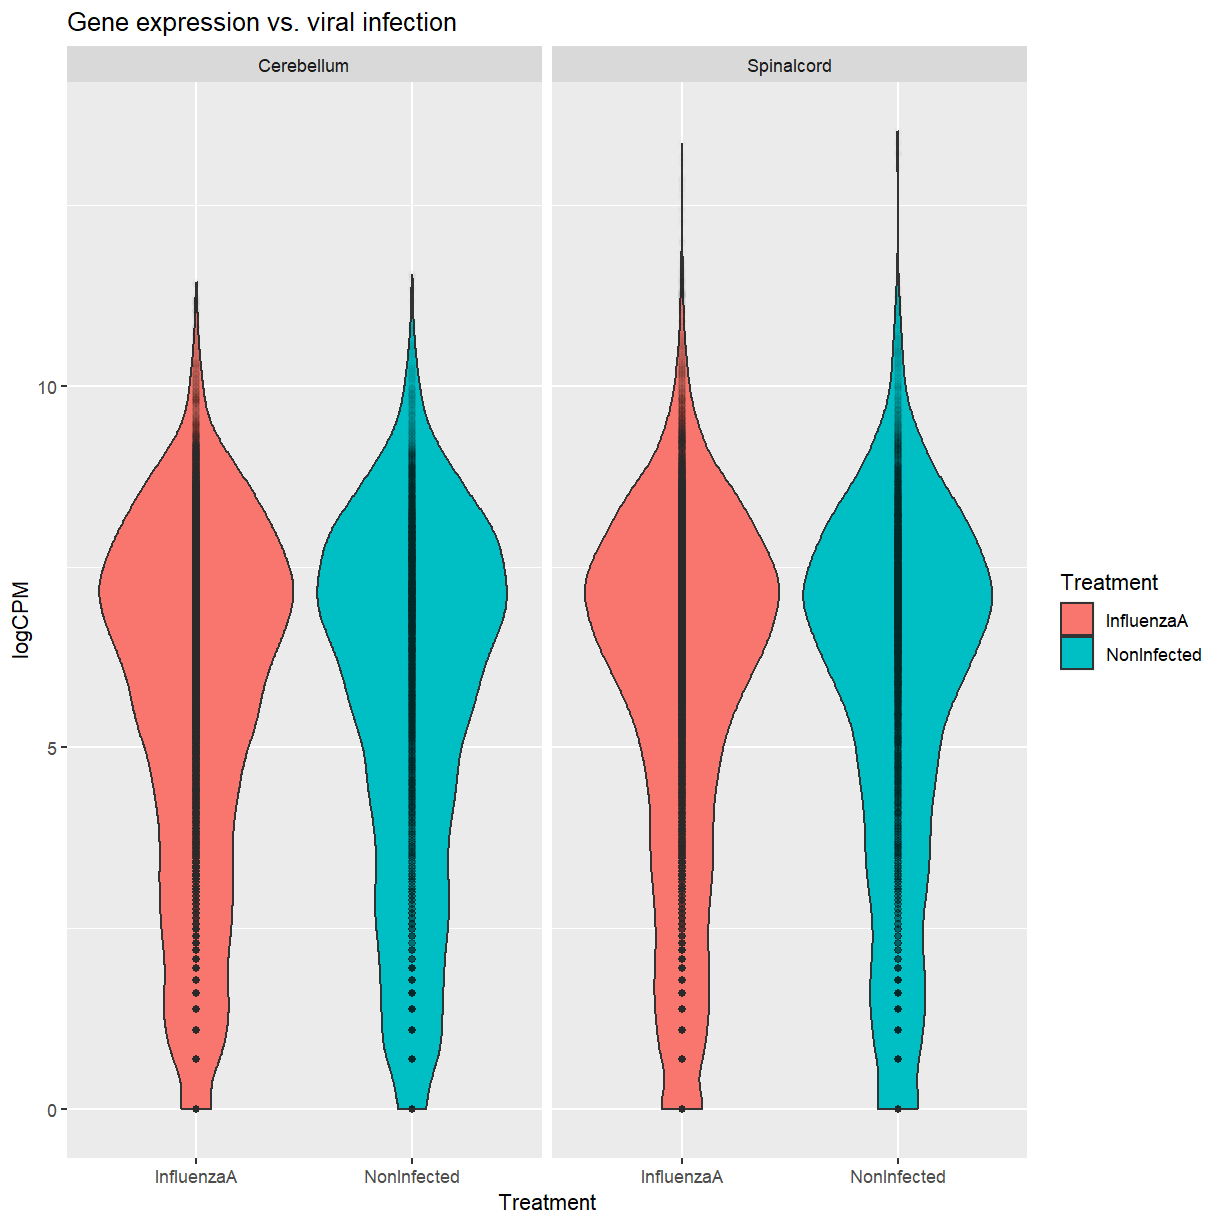 Gene expression vs. viral infection
Cerebellum
Spinalcord
logCPM
10
5
0
InfluenzaA
NonInfected
InfluenzaA
NonInfected
Treatment
Treatment
InfluenzaA
NonInfected